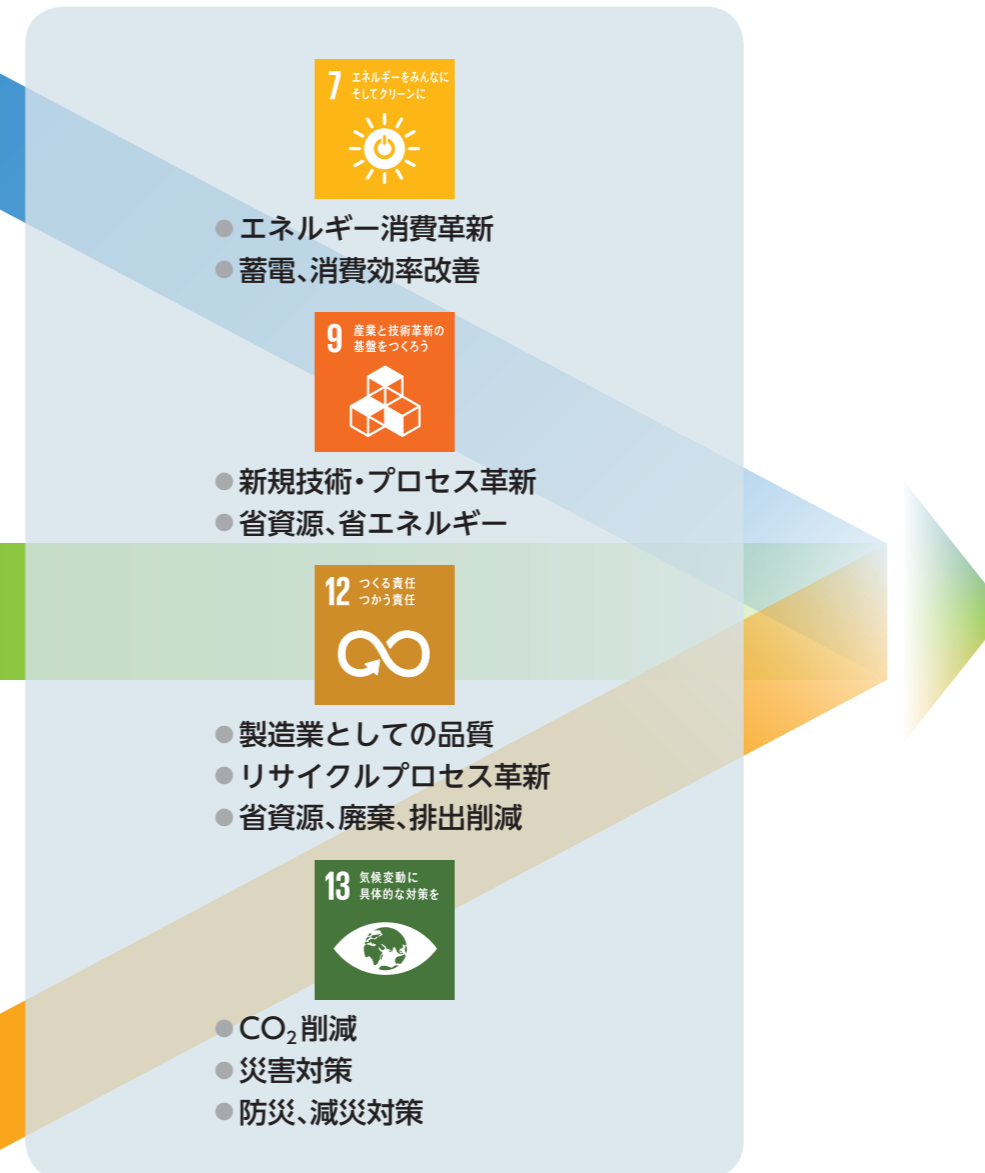 7 エネルギーをみんなに
そしてクリーンに
● エネルギー消費革新
● 蓄電、消費効率改善
9 産業と技術革新の
基盤をつくろう
● 新規技術・プロセス革新
● 省資源、省エネルギー
12 つくる責任
つかう責任
● 製造業としての品質
● リサイクルプロセス革新
● 省資源、廃棄、排出削減
13 気候変動に
具体的な対策を
● CO₂削減
● 災害対策
● 防災、減災対策